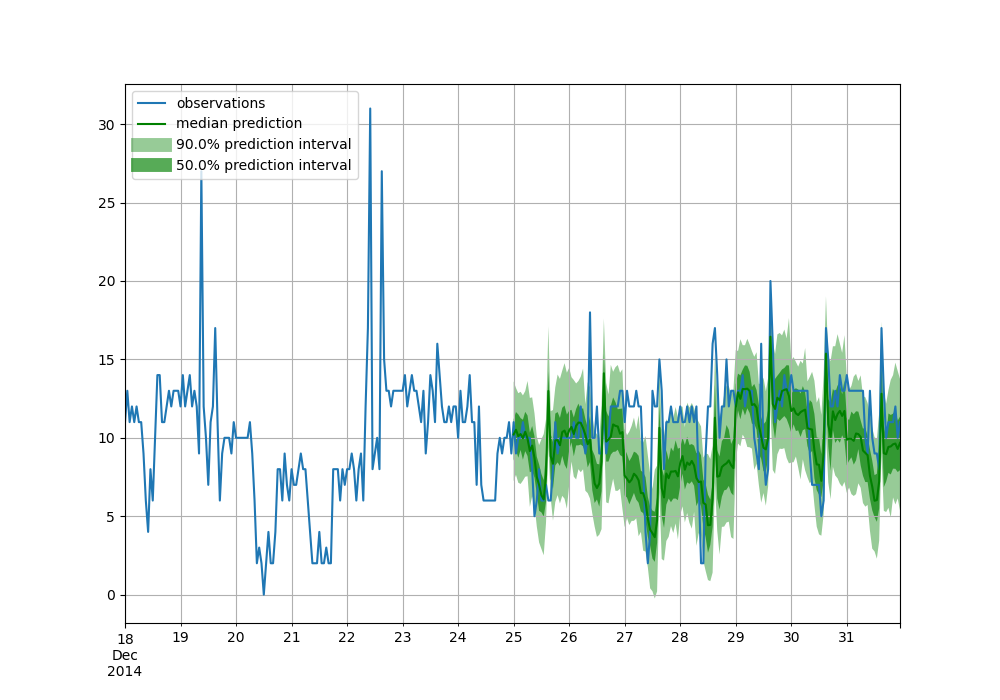 observations
median prediction
90.0% prediction interval
50.0% prediction interval
30
25
20
15
10
5
0
18 19 20 21 22 23 24 25 26 27 28 29 30 31
Dec
2014